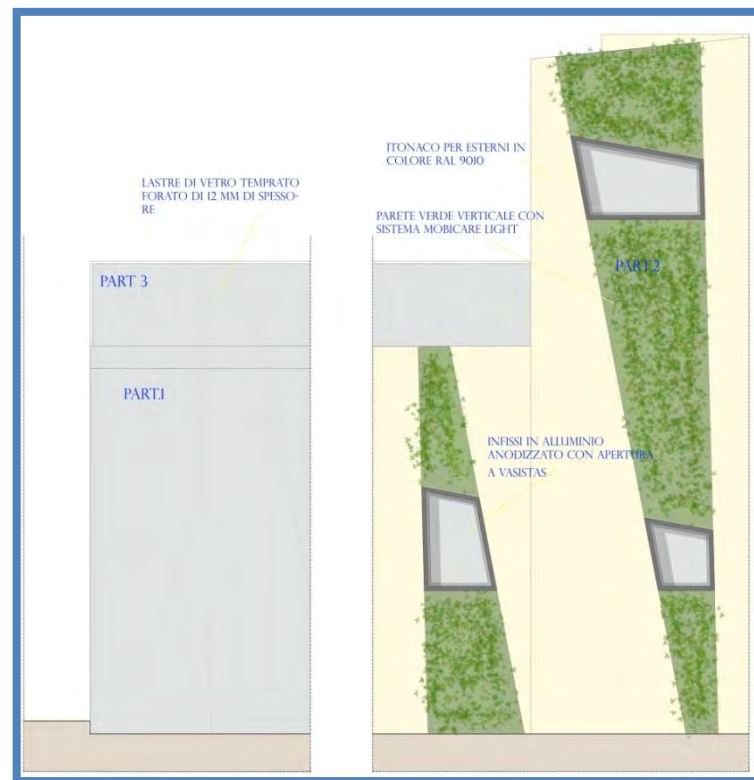 ITONACO PER ESTERNI IN
COLORE RAL 9010
LASTRE DI VETRO TEMPRATO
FORATO DI 12 MM DI SPESSO-
RE
PARETE VERDE VERTICALE CON
SISTEMA MOBICARE LIGHT
PART.2
PART 3
PART.1
INFISSI IN ALLUMINIO
ANODIZZATO CON APERTURA
A VASISTAS